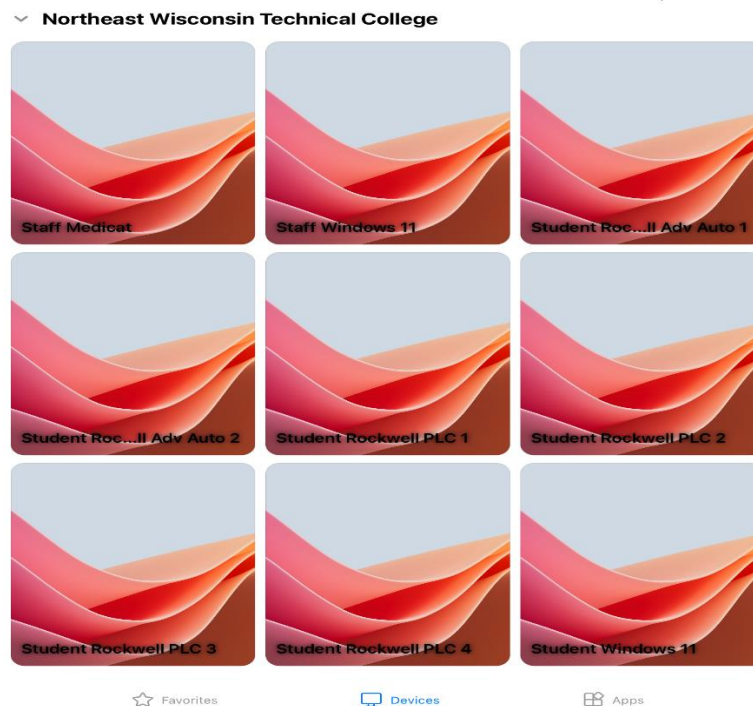 Northeast Wisconsin Technical College
Staff Medicat
Staff Windows 11
Student Roc...ll Adv Auto 1
Student Roc...ll Adv Auto 2
Student Rockwell PLC 1
Student Rockwell PLC 2
Student Rockwell PLC 3
Student Rockwell PLC 4
Student Windows 11
Favorites
Devices
Apps